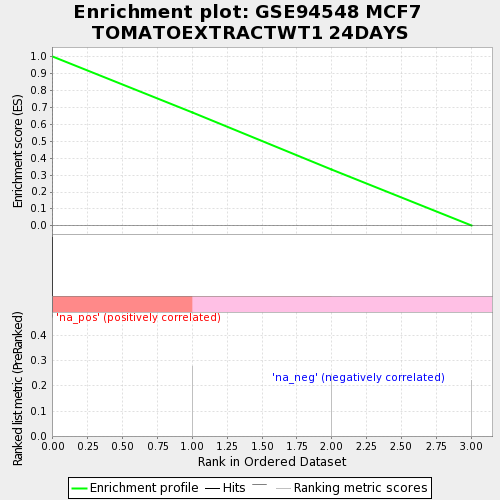 Enrichment plot: GSE94548 MCF7
TOMATOEXTRACTWT1 24DAYS
Enrichment score (ES)
1.0
0.9
0.8
0.7
0.6
0.5
0.4
0.3
0.2
0.1
0.0
'na_pos' (positively correlated)
'na_neg' (negatively correlated)
Ranked list metric (PreRanked)
0.4
0.3
0.2
0.1
0.0
0.00 0.25 0.50 0.75 1.00 1.25 1.50 1.75 2.00 2.25 2.50 2.75 3.00
Rank in Ordered Dataset
Enrichment profile Hits Ranking metric scores